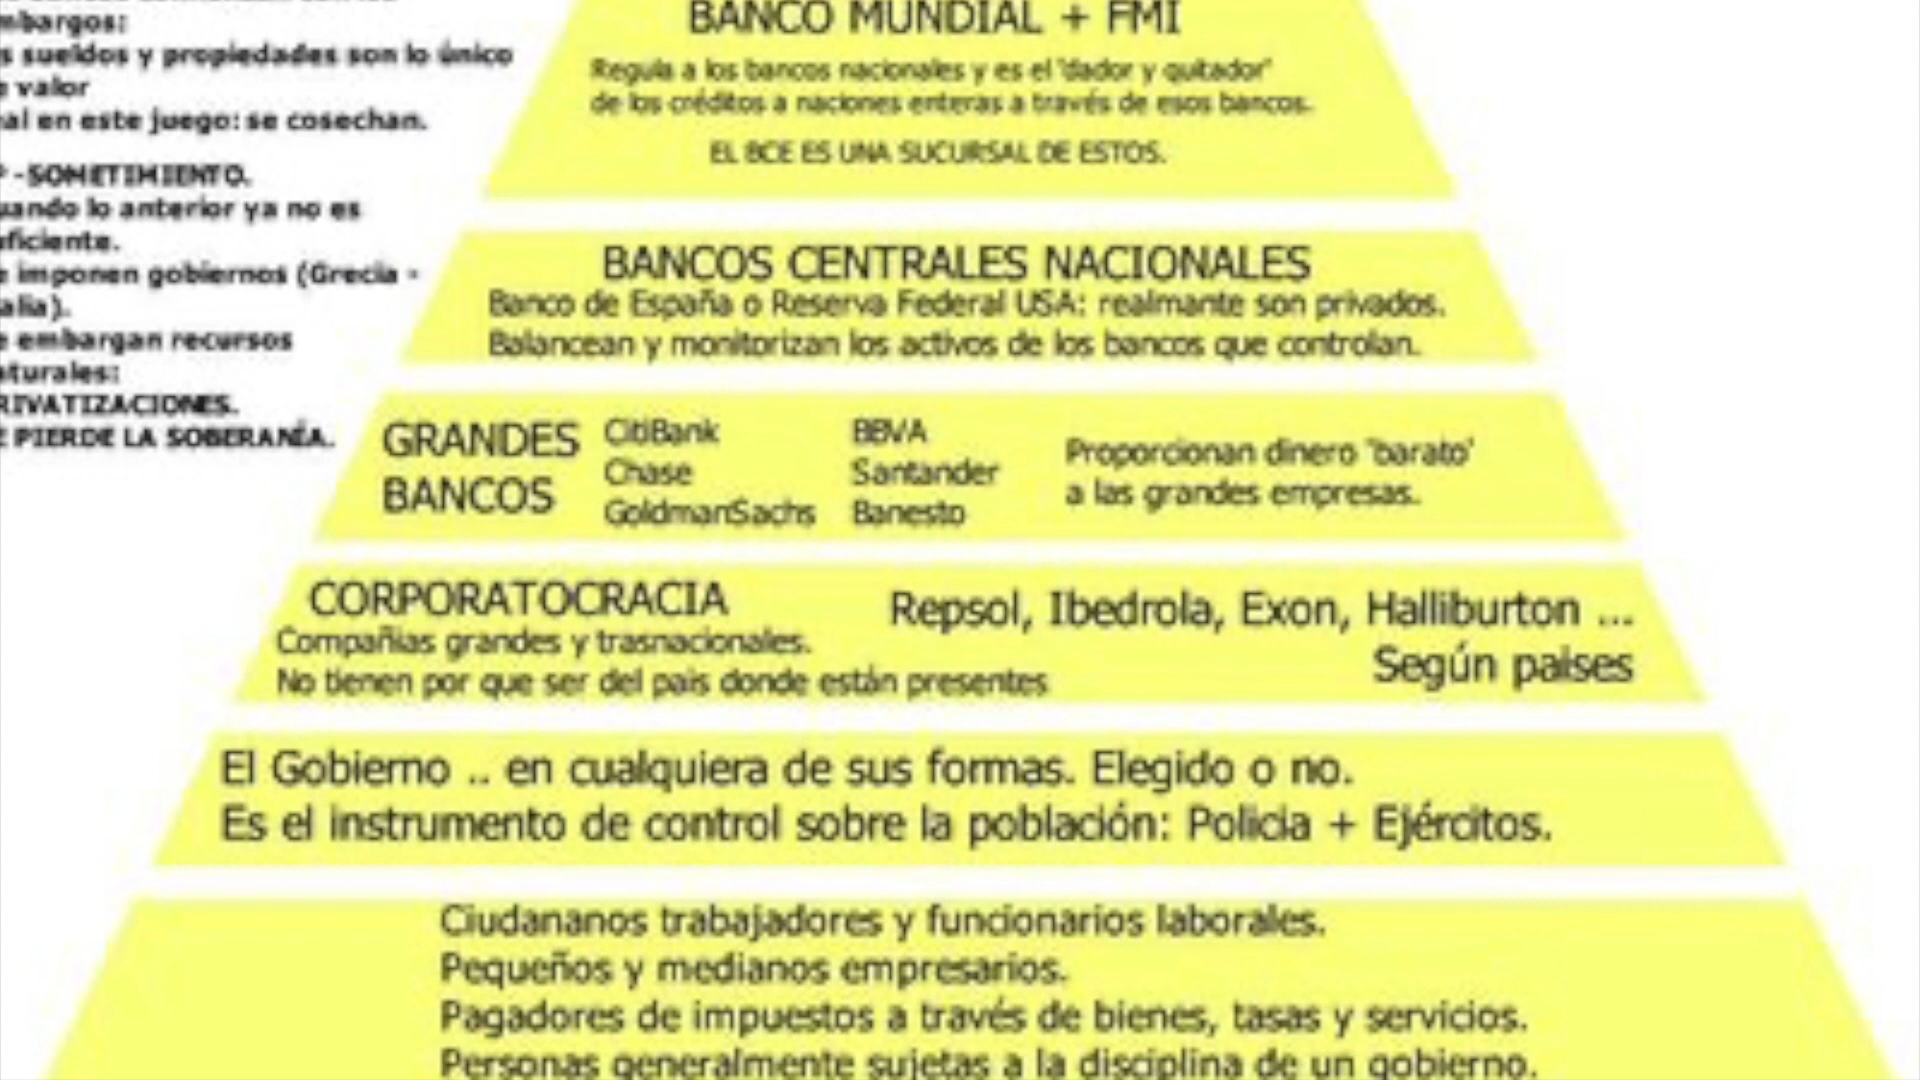 mbargos:
s sueldos y propiedades son lo único
e valor
al en este juego: se cosechan.
-SOMETIMIENTO.
uando lo anterior ya no es
ficiente.
e imponen gobiernos (Grecia -
alia).
e embargan recursos
aturales:
RIVATIZACIONES.
E PIERDE LA SOBERANÍA.
BANCO MUNDIAL + FMI
Regula a los bancos nacionales y es el 'dador y quitador'
de los créditos a naciones enteras a través de esos bancos.
EL BCE ES UNA SUCURSAL DE ESTOS.
BANCOS CENTRALES NACIONALES
Banco de España o Reserva Federal USA: realmante son privados.
Balancean y monitorizan los activos de los bancos que controlan.
GRANDES
BANCOS
CitiBank
Chase
GoldmanSachs
BBVA
Santander
Banesto
Proporcionan dinero 'barato'
a las grandes empresas.
CORPORATOCRACIA
Compañias grandes y trasnacionales.
No tienen por que ser del pais donde están presentes
Repsol, Ibedrola, Exon, Halliburton ...
Según paises
El Gobierno .. en cualquiera de sus formas. Elegido o no.
Es el instrumento de control sobre la población: Policia + Ejércitos.
Ciudananos trabajadores y funcionarios laborales.
Pequeños y medianos empresarios.
Pagadores de impuestos a través de bienes, tasas y servicios.
Personas generalmente sujetas a la disciplina de un gobierno.